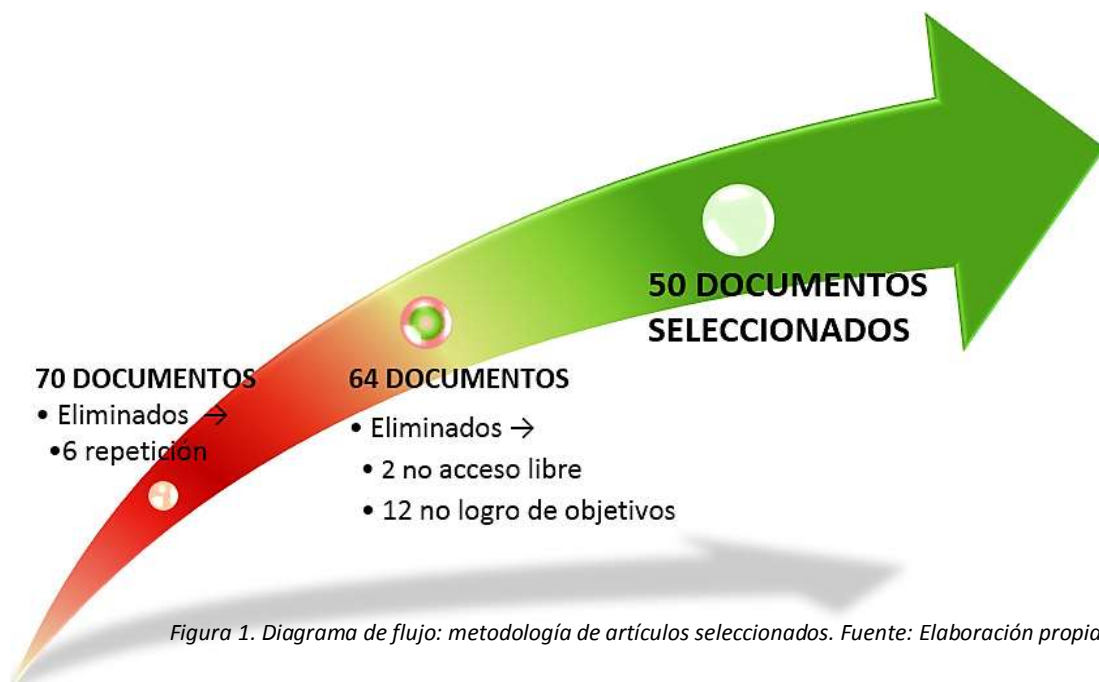 70 DOCUMENTOS
• Eliminados →
•6 repetición
64 DOCUMENTOS
• Eliminados →
• 2 no acceso libre
• 12 no logro de objetivos
50 DOCUMENTOS
SELECCIONADOS
Figura 1. Diagrama de flujo: metodología de artículos seleccionados. Fuente: Elaboración propia